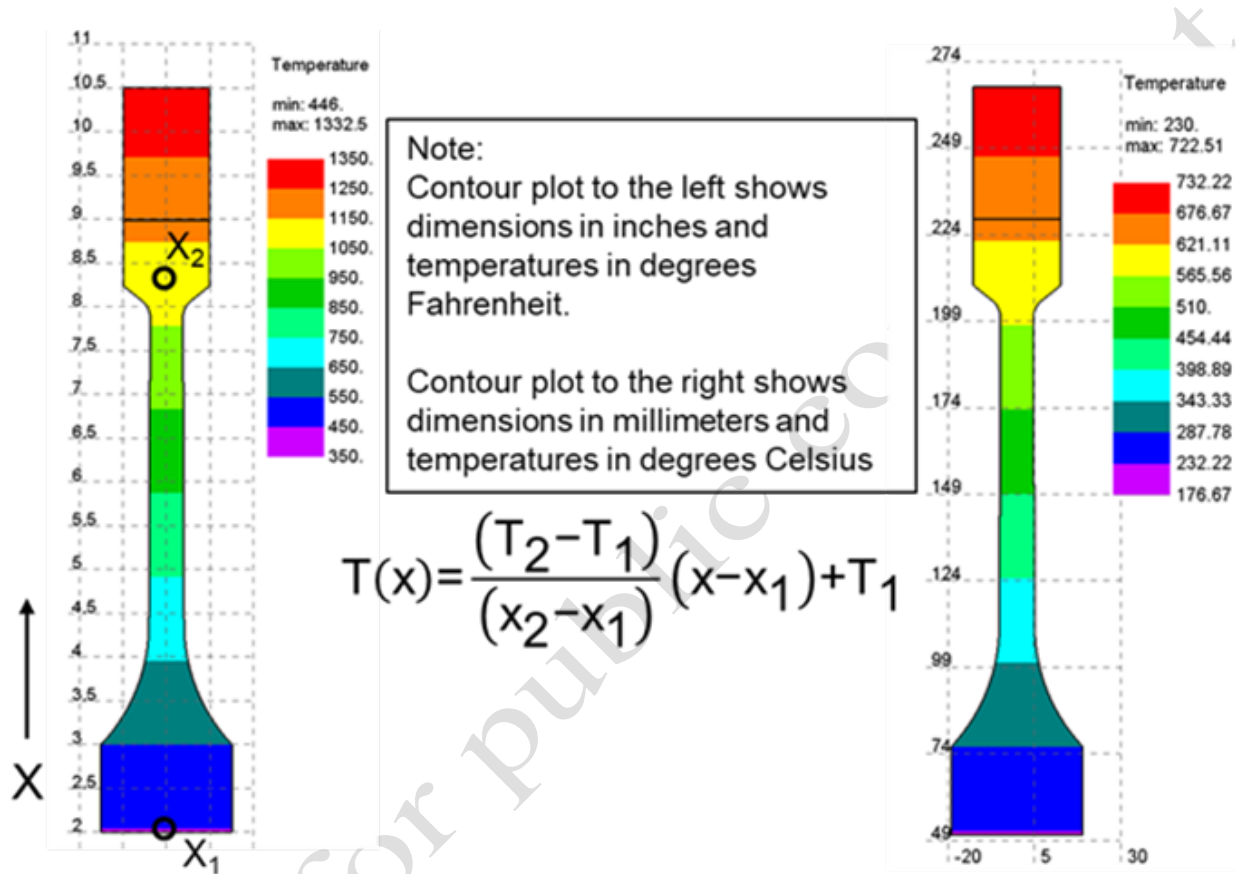 11
10.5
10
9.5
9
8.5
8
7.5
7
6.5
6
5.5
5
4.5
4
3.5
3
2.5
2
X
X2
X1
Temperature
min: 446.
max: 1332.5
1350.
1250.
1150.
1050.
950.
850.
750.
650.
550.
450.
350.
Note:
Contour plot to the left shows
dimensions in inches and
temperatures in degrees
Fahrenheit.
Contour plot to the right shows
dimensions in millimeters and
temperatures in degrees Celsius
T(x)=(T2−T1)/(x2−x1)(x−x1)+T1
274
249
224
199
174
149
124
99
74
49
-20 5 30
Temperature
min: 230.
max: 722.51
732.22
676.67
621.11
565.56
510.
454.44
398.89
343.33
287.78
232.22
176.67
for public